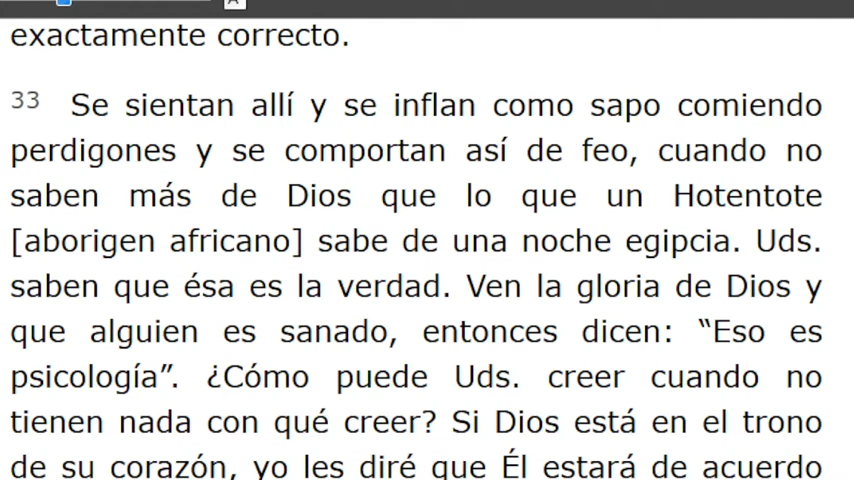 exactamente correcto.
33 Se sientan allí y se inflan como sapo comiendo
perdigones y se comportan así de feo, cuando no
saben más de Dios que lo que un Hotentote
[aborigen africano] sabe de una noche egipcia. Uds.
saben que ésa es la verdad. Ven la gloria de Dios y
que alguien es sanado, entonces dicen: “Eso es
psicología”. ¿Cómo puede Uds. creer cuando no
tienen nada con qué creer? Si Dios está en el trono
de su corazón, yo les diré que Él estará de acuerdo